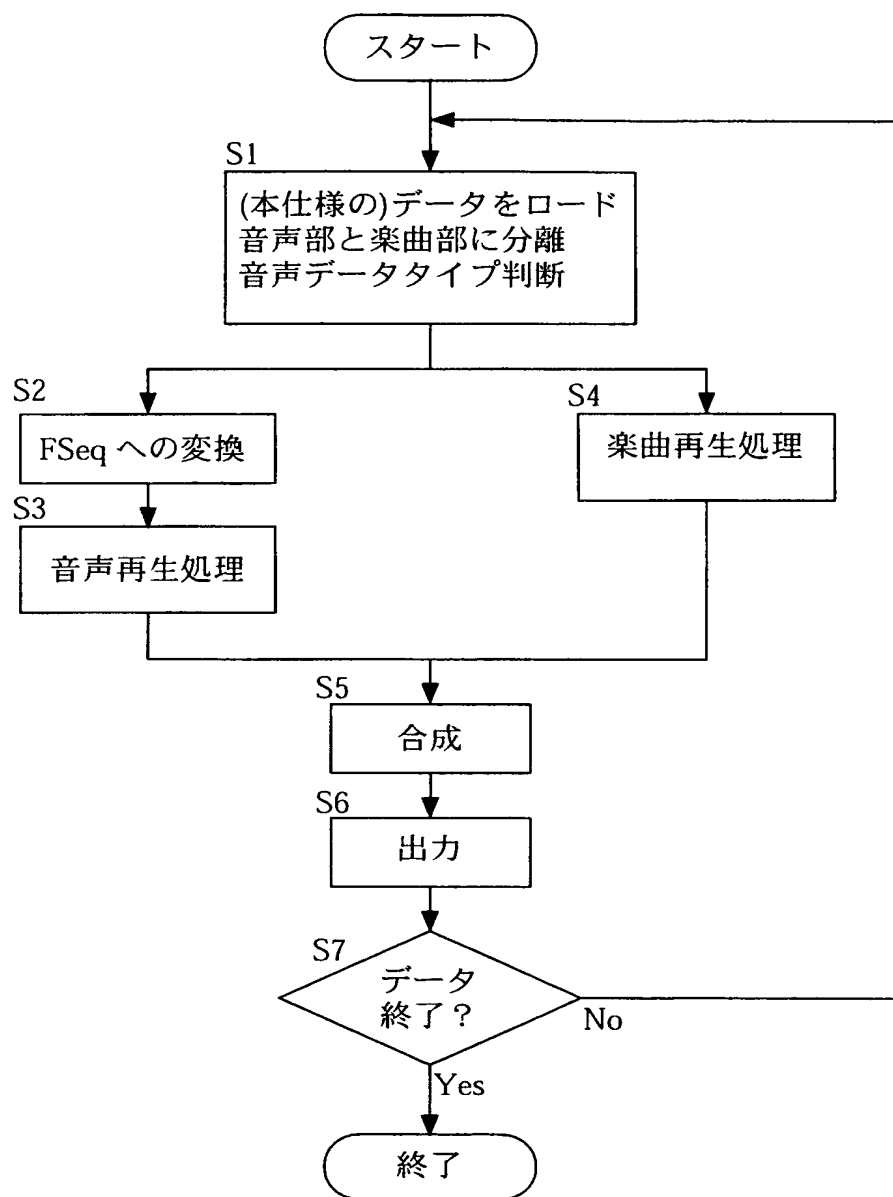 スタート
S1
(本仕様の)データをロード
音声部と楽曲部に分離
音声データタイプ判断
S2
FSeq への変換
S3
音声再生処理
S4
楽曲再生処理
S5
合成
S6
出力
S7
データ
終了?
No
Yes
終了